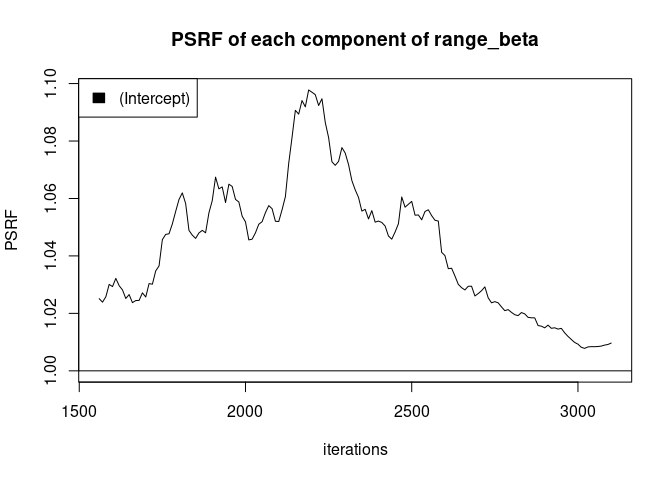 PSRF of each component of range_beta
(Intercept)
PSRF
1.10
1.08
1.06
1.04
1.02
1.00
1500 2000 2500 3000
iterations